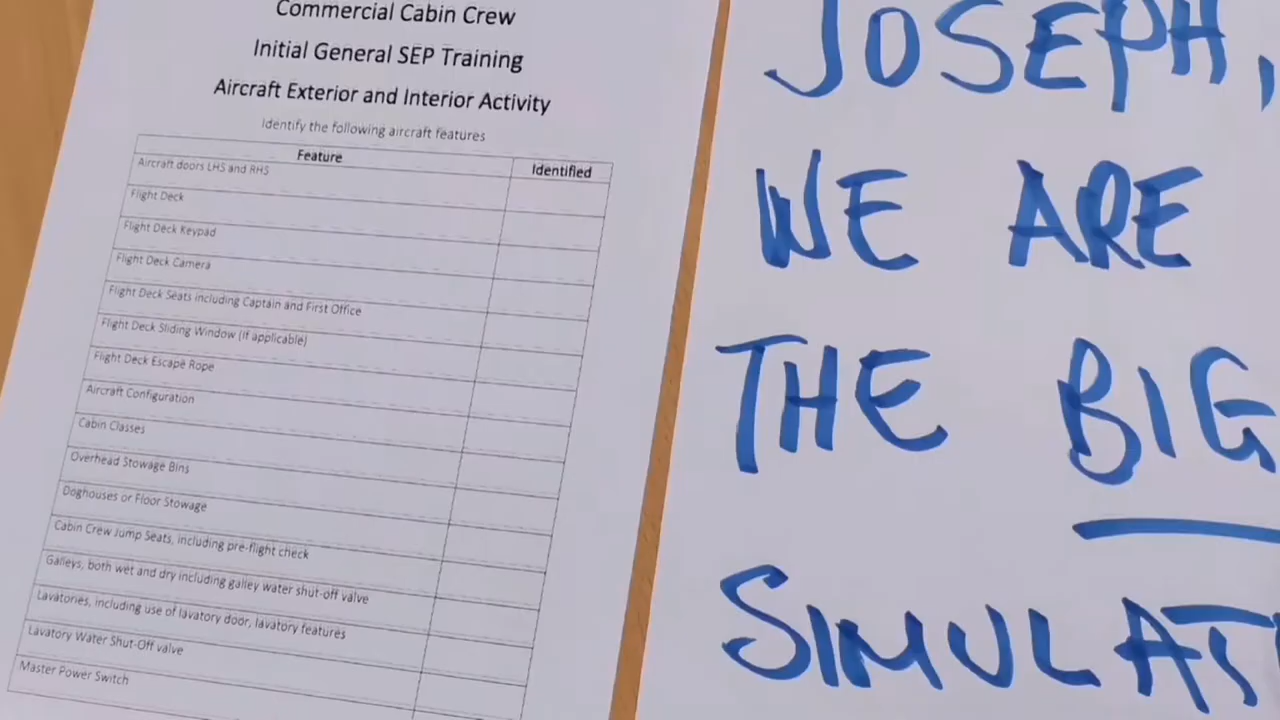 Commercial Cabin Crew
Initial General SEP Training
Aircraft Exterior and Interior Activity
Identify the following aircraft features
Feature Identified
Aircraft doors LHS and RHS
Flight Deck
Flight Deck Keypad
Flight Deck Camera
Flight Deck Seats including Captain and First Office
Flight Deck Sliding Window (if applicable)
Flight Deck Escape Rope
Aircraft Configuration
Cabin Classes
Overhead Stowage Bins
Doghouses or Floor Stowage
Cabin Crew Jump Seats, including pre-flight check
Galleys, both wet and dry including galley water shut-off valve
Lavatories, including use of lavatory door, lavatory features
Lavatory Water Shut-Off valve
Master Power Switch
JOSEPH,
WE ARE
THE BIG
SIMULAT